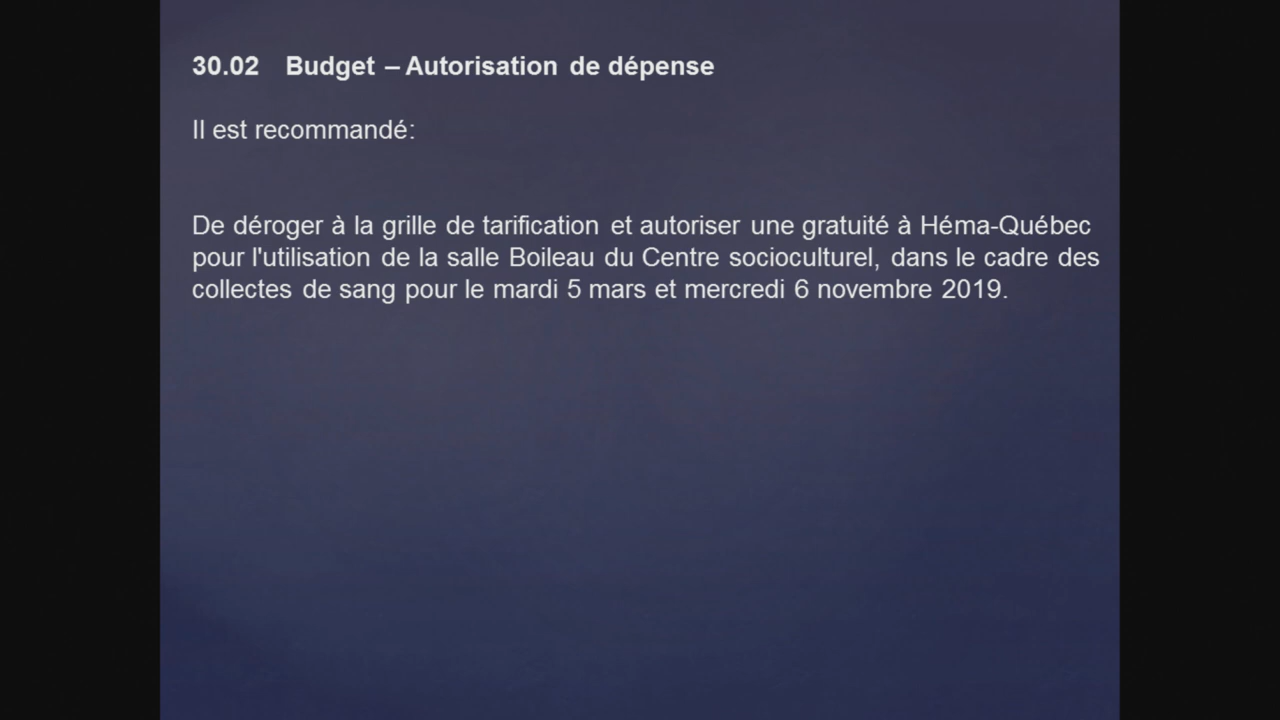 30.02 Budget – Autorisation de dépense
Il est recommandé:
De déroger à la grille de tarification et autoriser une gratuité à Héma-Québec
pour l'utilisation de la salle Boileau du Centre socioculturel, dans le cadre des
collectes de sang pour le mardi 5 mars et mercredi 6 novembre 2019.